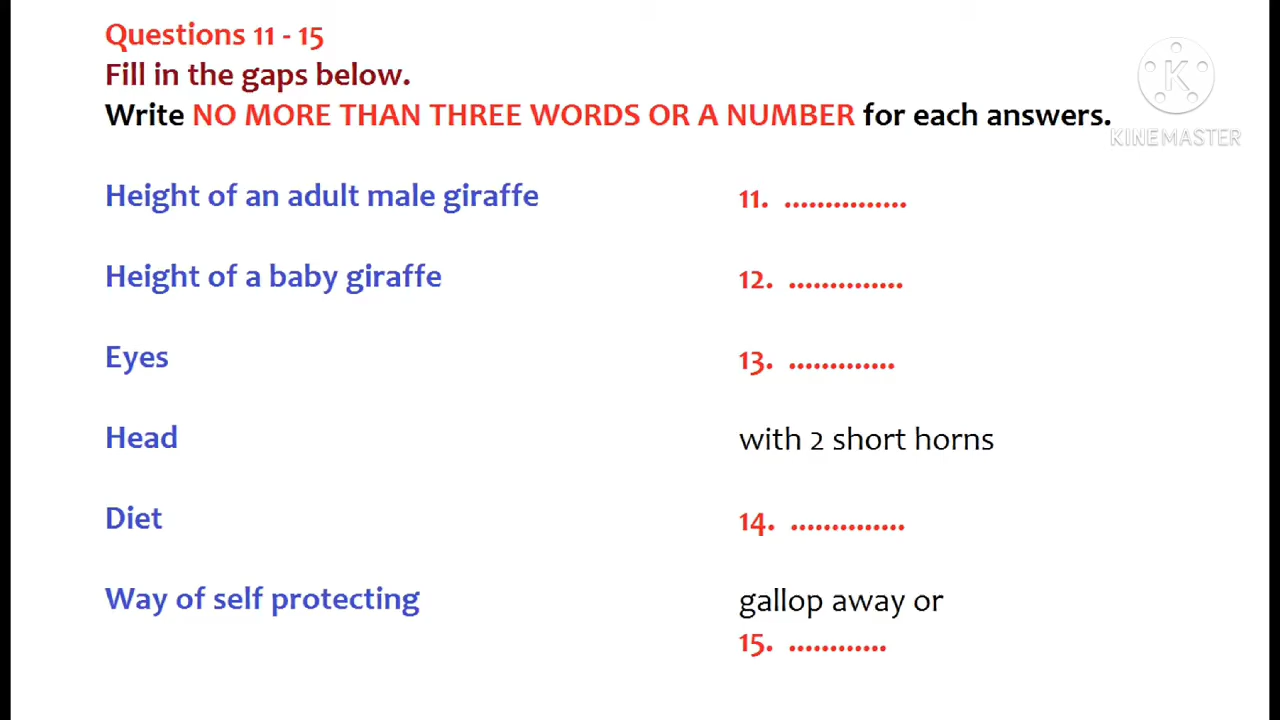 Questions 11 - 15
Fill in the gaps below.
Write NO MORE THAN THREE WORDS OR A NUMBER for each answers.
K
KINEMASTER
Height of an adult male giraffe 11. ...............
Height of a baby giraffe 12. ..............
Eyes 13. .............
Head with 2 short horns
Diet 14. ..............
Way of self protecting gallop away or
15. ............